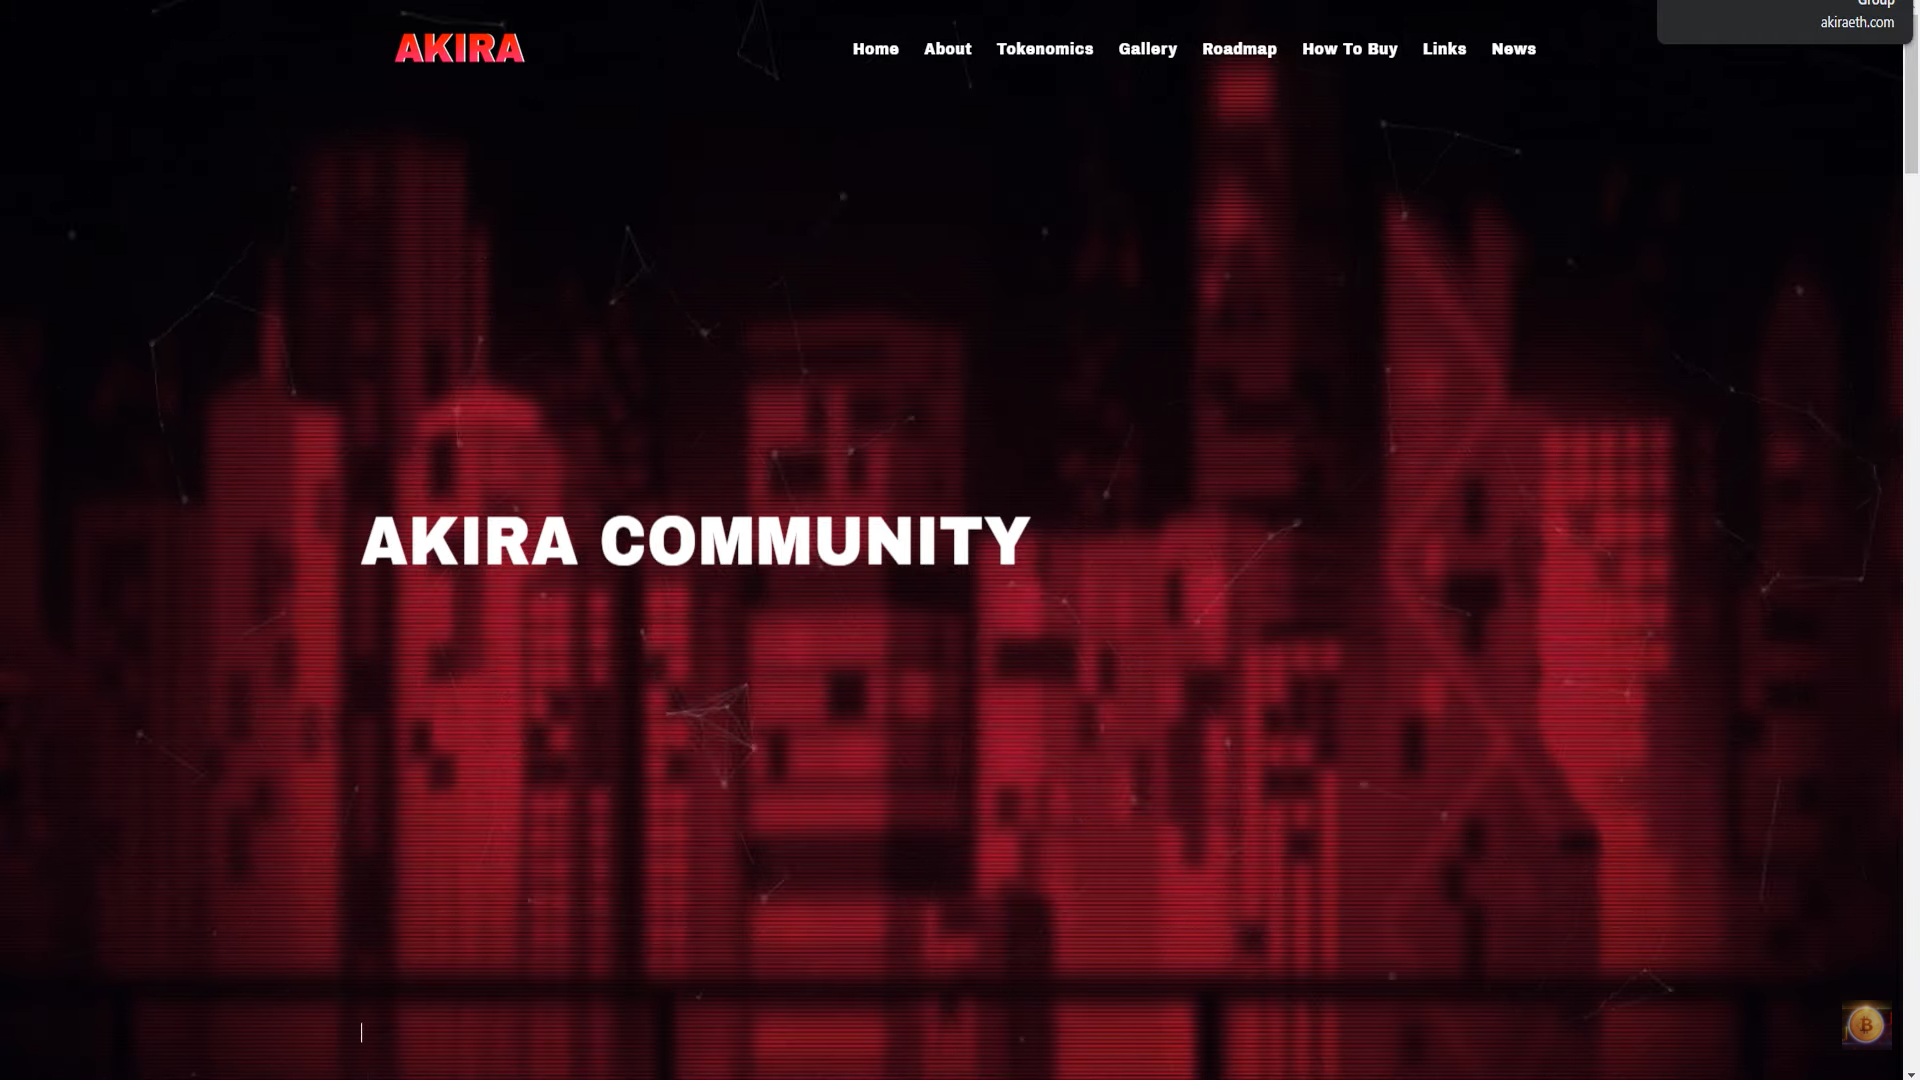 Group
akiraeth.com
AKIRA
Home About Tokenomics Gallery Roadmap How To Buy Links News
AKIRA COMMUNITY